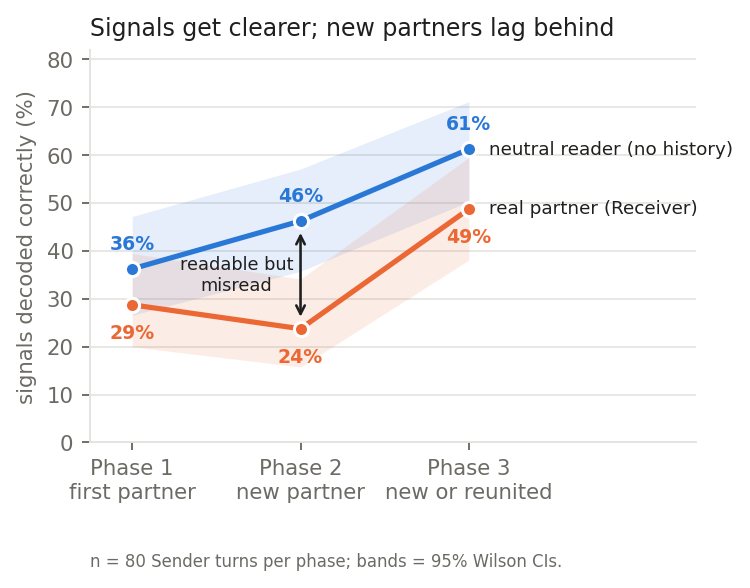 Signals get clearer; new partners lag behind
signals decoded correctly (%)
80
70
60
50
40
30
20
10
0
61%
neutral reader (no history)
46%
real partner (Receiver)
36%
49%
readable but
misread
29%
24%
Phase 1
first partner
Phase 2
new partner
Phase 3
new or reunited
n = 80 Sender turns per phase; bands = 95% Wilson CIs.